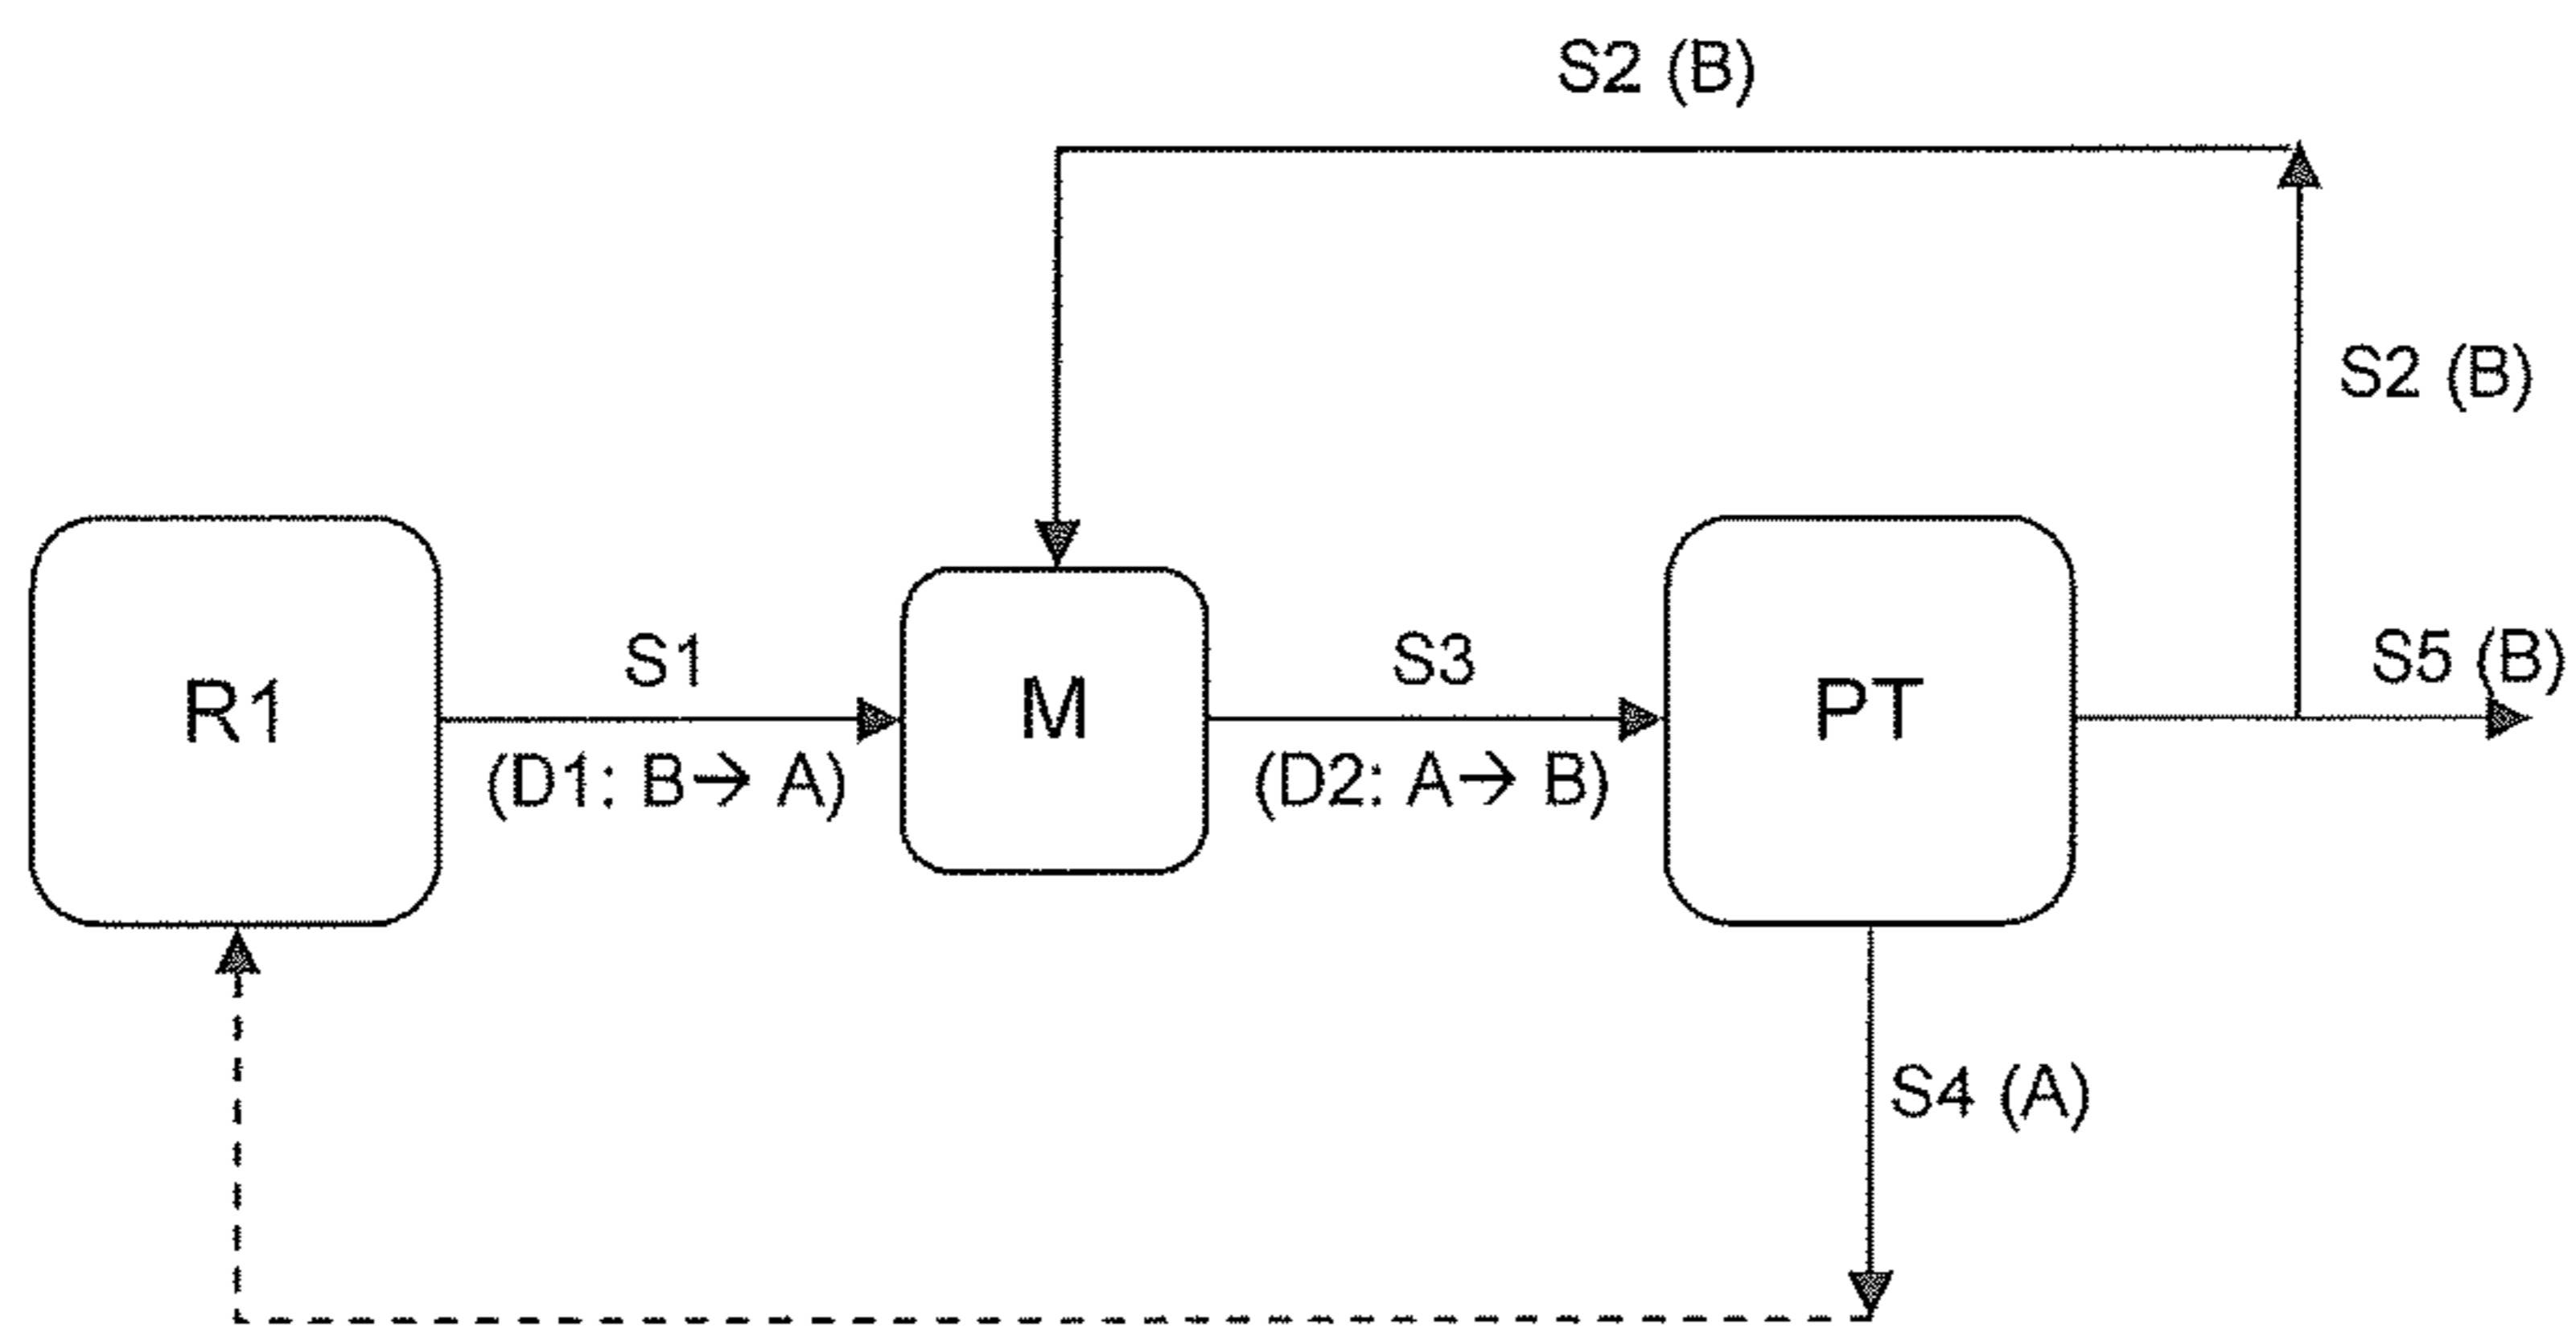 S2 (B)
S2 (B)
R1
S1
(D1: B→ A)
M
S3
(D2: A→ B)
PT
S5 (B)
S4 (A)